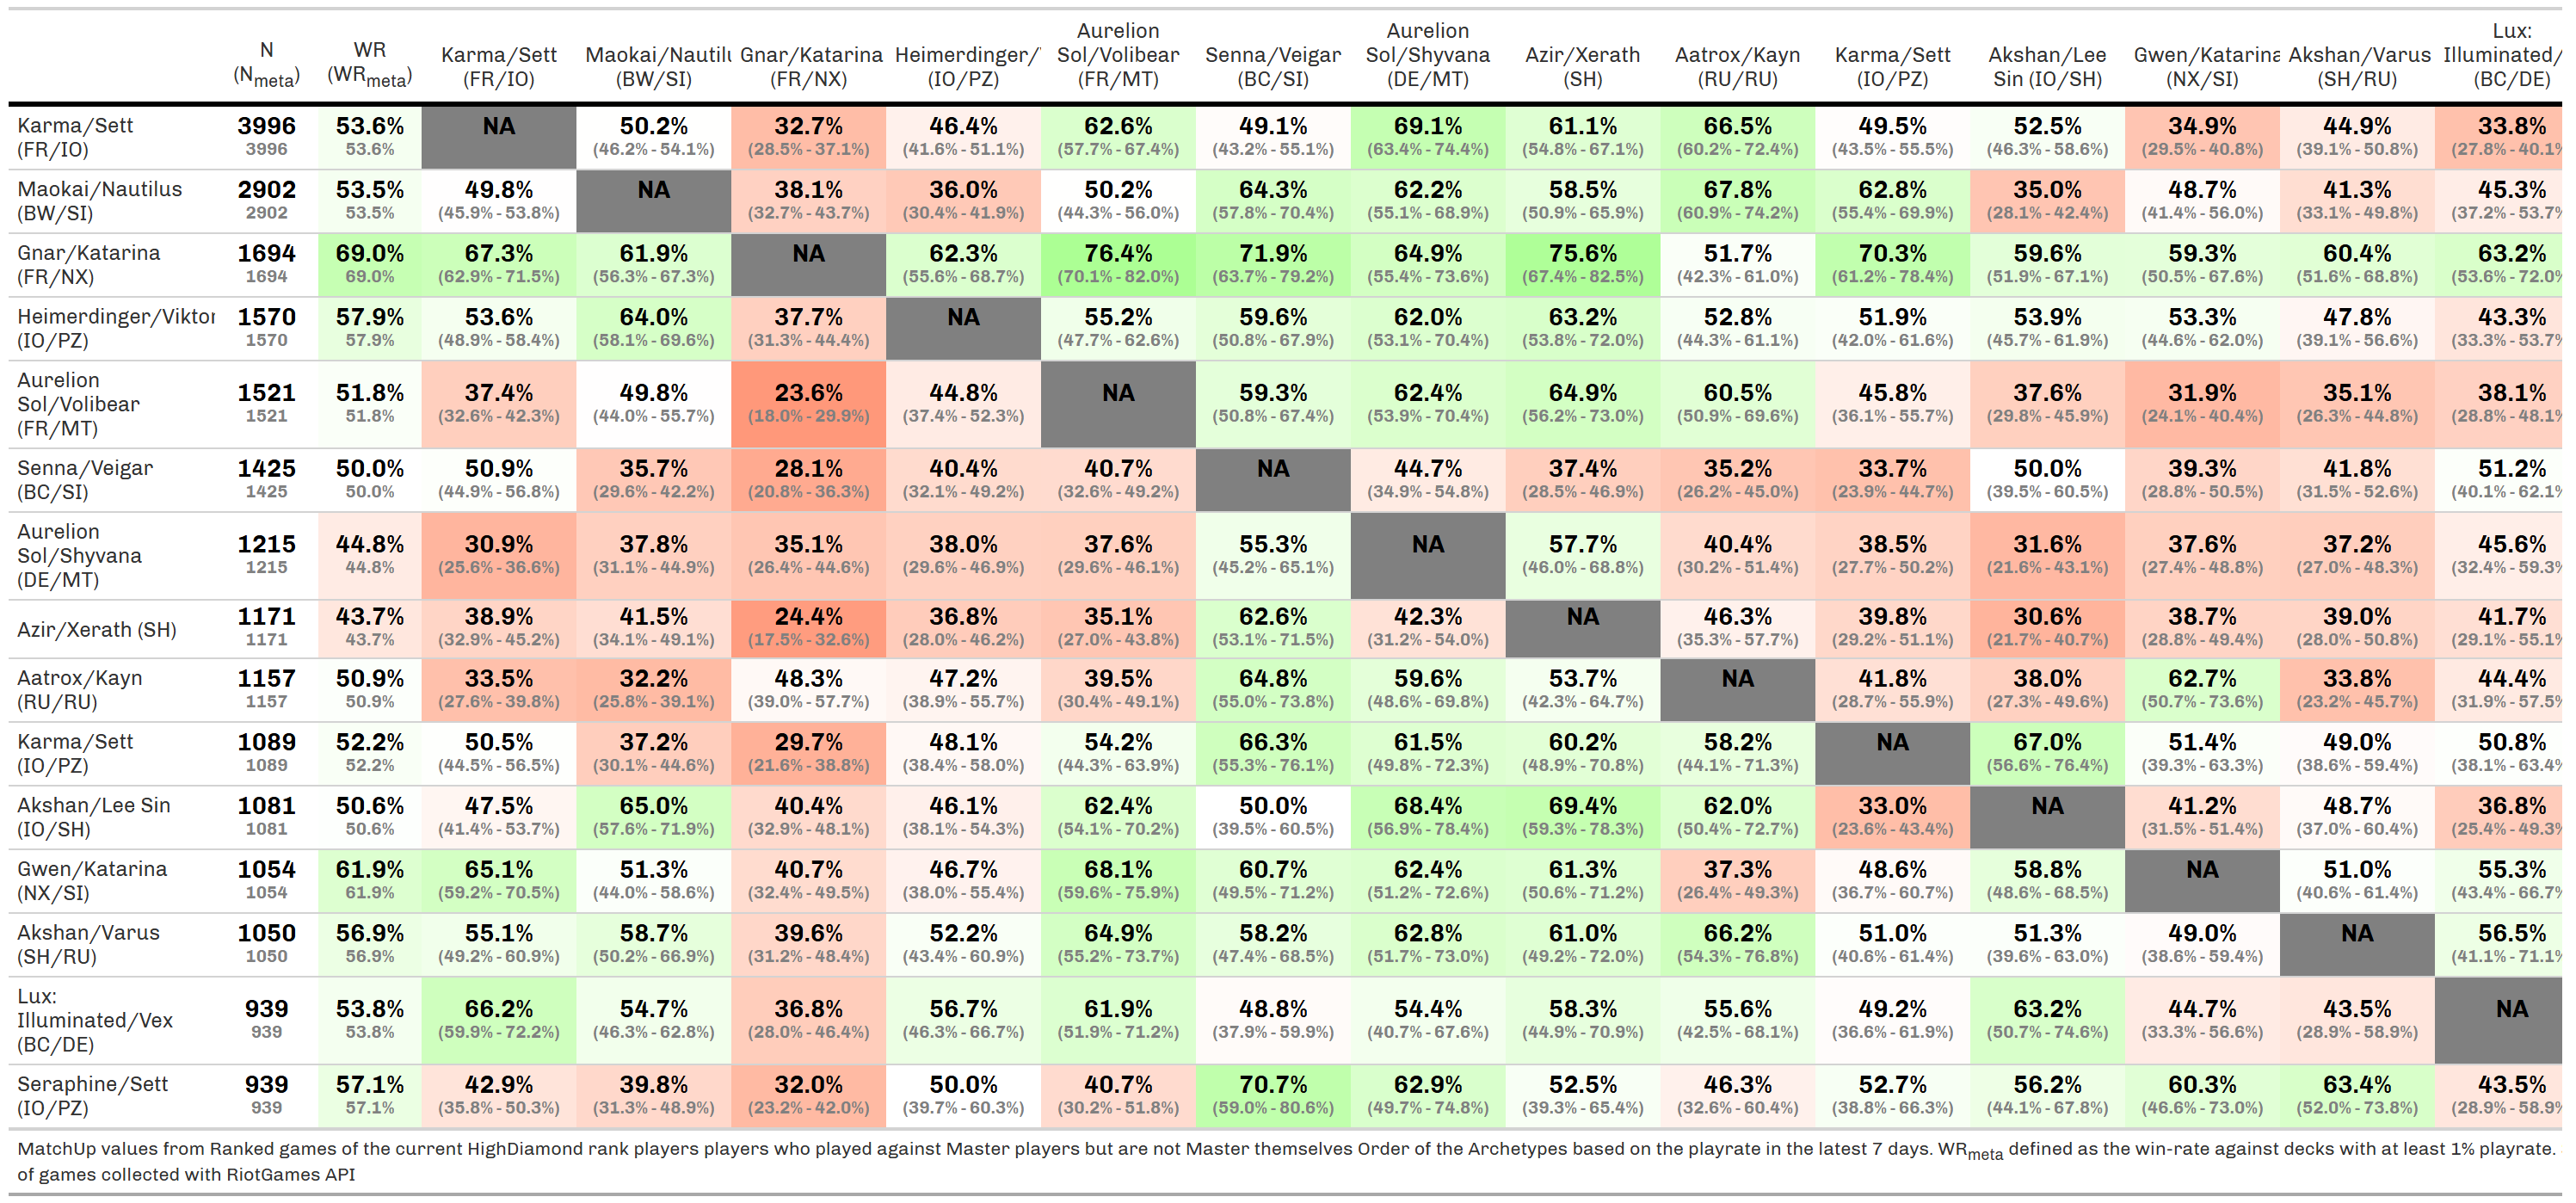 N (Nmeta) WR (WRmeta) Karma/Sett (FR/IO) Maokai/Nautilu (BW/SI) Gnar/Katarina (FR/NX) Heimerdinger/ (IO/PZ) Aurelion Sol/Volibear (FR/MT) Senna/Veigar (BC/SI) Aurelion Sol/Shyvana (DE/MT) Azir/Xerath (SH) Aatrox/Kayn (RU/RU) Karma/Sett (IO/PZ) Akshan/Lee Sin (IO/SH) Gwen/Katarina (NX/SI) Akshan/Varus (SH/RU) Lux: Illuminated/ (BC/DE)
Karma/Sett 3996 53.6% NA 50.2% 32.7% 46.4% 62.6% 49.1% 69.1% 61.1% 66.5% 49.5% 52.5% 34.9% 44.9% 33.8%
(FR/IO) 3996 53.6% (46.2% - 54.1%) (28.5% - 37.1%) (41.6% - 51.1%) (57.7% - 67.4%) (43.2% - 55.1%) (63.4% - 74.4%) (54.8% - 67.1%) (60.2% - 72.4%) (43.5% - 55.5%) (46.3% - 58.6%) (29.5% - 40.8%) (39.1% - 50.8%) (27.8% - 40.1%
Maokai/Nautilus 2902 53.5% 49.8% NA 38.1% 36.0% 50.2% 64.3% 62.2% 58.5% 67.8% 62.8% 35.0% 48.7% 41.3% 45.3%
(BW/SI) 2902 53.5% (45.9% - 53.8%) (32.7% - 43.7%) (30.4% - 41.9%) (44.3% - 56.0%) (57.8% - 70.4%) (55.1% - 68.9%) (50.9% - 65.9%) (60.9% - 74.2%) (55.4% - 69.9%) (28.1% - 42.4%) (41.4% - 56.0%) (33.1% - 49.8%) (37.2% - 53.7%
Gnar/Katarina 1694 69.0% 67.3% 61.9% NA 62.3% 76.4% 71.9% 64.9% 75.6% 51.7% 70.3% 59.6% 59.3% 60.4% 63.2%
(FR/NX) 1694 69.0% (62.9% - 71.5%) (56.3% - 67.3%) (55.6% - 68.7%) (70.1% - 82.0%) (63.7% - 79.2%) (55.4% - 73.6%) (67.4% - 82.5%) (42.3% - 61.0%) (61.2% - 78.4%) (51.9% - 67.1%) (50.5% - 67.6%) (51.6% - 68.8%) (53.6% - 72.0%
Heimerdinger/Viktor 1570 57.9% 53.6% 64.0% 37.7% NA 55.2% 59.6% 62.0% 63.2% 52.8% 51.9% 53.9% 53.3% 47.8% 43.3%
(IO/PZ) 1570 57.9% (48.9% - 58.4%) (58.1% - 69.6%) (31.3% - 44.4%) (47.7% - 62.6%) (50.8% - 67.9%) (53.1% - 70.4%) (53.8% - 72.0%) (44.3% - 61.1%) (42.0% - 61.6%) (45.7% - 61.9%) (44.6% - 62.0%) (39.1% - 56.6%) (33.3% - 53.7%
Aurelion
Sol/Volibear 1521 51.8% 37.4% 49.8% 23.6% 44.8% NA 59.3% 62.4% 64.9% 60.5% 45.8% 37.6% 31.9% 35.1% 38.1%
(FR/MT) 1521 51.8% (32.6% - 42.3%) (44.0% - 55.7%) (18.0% - 29.9%) (37.4% - 52.3%) (50.8% - 67.4%) (53.9% - 70.4%) (56.2% - 73.0%) (50.9% - 69.6%) (36.1% - 55.7%) (29.8% - 45.9%) (24.1% - 40.4%) (26.3% - 44.8%) (28.8% - 48.1%
Senna/Veigar 1425 50.0% 50.9% 35.7% 28.1% 40.4% 40.7% NA 44.7% 37.4% 35.2% 33.7% 50.0% 39.3% 41.8% 51.2%
(BC/SI) 1425 50.0% (44.9% - 56.8%) (29.6% - 42.2%) (20.8% - 36.3%) (32.1% - 49.2%) (32.6% - 49.2%) (34.9% - 54.8%) (28.5% - 46.9%) (26.2% - 45.0%) (23.9% - 44.7%) (39.5% - 60.5%) (28.8% - 50.5%) (31.5% - 52.6%) (40.1% - 62.1%
Aurelion
Sol/Shyvana 1215 44.8% 30.9% 37.8% 35.1% 38.0% 37.6% 55.3% NA 57.7% 40.4% 38.5% 31.6% 37.6% 37.2% 45.6%
(DE/MT) 1215 44.8% (25.6% - 36.6%) (31.1% - 44.9%) (26.4% - 44.6%) (29.6% - 46.9%) (29.6% - 46.1%) (45.2% - 65.1%) (46.0% - 68.8%) (30.2% - 51.4%) (27.7% - 50.2%) (21.6% - 43.1%) (27.4% - 48.8%) (27.0% - 48.3%) (32.4% - 59.3%
Azir/Xerath (SH) 1171 43.7% 38.9% 41.5% 24.4% 36.8% 35.1% 62.6% 42.3% NA 46.3% 39.8% 30.6% 38.7% 39.0% 41.7%
1171 43.7% (32.9% - 45.2%) (34.1% - 49.1%) (17.5% - 32.6%) (28.0% - 46.2%) (27.0% - 43.8%) (53.1% - 71.5%) (31.2% - 54.0%) (35.3% - 57.7%) (29.2% - 51.1%) (21.7% - 40.7%) (28.8% - 49.4%) (28.0% - 50.8%) (29.1% - 55.1%
Aatrox/Kayn 1157 50.9% 33.5% 32.2% 48.3% 47.2% 39.5% 64.8% 59.6% 53.7% NA 41.8% 38.0% 62.7% 33.8% 44.4%
(RU/RU) 1157 50.9% (27.6% - 39.8%) (25.8% - 39.1%) (39.0% - 57.7%) (38.9% - 55.7%) (30.4% - 49.1%) (55.0% - 73.8%) (48.6% - 69.8%) (42.3% - 64.7%) (28.7% - 55.9%) (27.3% - 49.6%) (50.7% - 73.6%) (23.2% - 45.7%) (31.9% - 57.5%
Karma/Sett 1089 52.2% 50.5% 37.2% 29.7% 48.1% 54.2% 66.3% 61.5% 60.2% 58.2% NA 67.0% 51.4% 49.0% 50.8%
(IO/PZ) 1089 52.2% (44.5% - 56.5%) (30.1% - 44.6%) (21.6% - 38.8%) (38.4% - 58.0%) (44.3% - 63.9%) (55.3% - 76.1%) (49.8% - 72.3%) (48.9% - 70.8%) (44.1% - 71.3%) (56.6% - 76.4%) (39.3% - 63.3%) (38.6% - 59.4%) (38.1% - 63.4%
Akshan/Lee Sin 1081 50.6% 47.5% 65.0% 40.4% 46.1% 62.4% 50.0% 68.4% 69.4% 62.0% 33.0% NA 41.2% 48.7% 36.8%
(IO/SH) 1081 50.6% (41.4% - 53.7%) (57.6% - 71.9%) (32.9% - 48.1%) (38.1% - 54.3%) (54.1% - 70.2%) (39.5% - 60.5%) (56.9% - 78.4%) (59.3% - 78.3%) (50.4% - 72.7%) (23.6% - 43.4%) (31.5% - 51.4%) (37.0% - 60.4%) (25.4% - 49.3%
Gwen/Katarina 1054 61.9% 65.1% 51.3% 40.7% 46.7% 68.1% 60.7% 62.4% 61.3% 37.3% 48.6% 58.8% NA 51.0% 55.3%
(NX/SI) 1054 61.9% (59.2% - 70.5%) (44.0% - 58.6%) (32.4% - 49.5%) (38.0% - 55.4%) (59.6% - 75.9%) (49.5% - 71.2%) (51.2% - 72.6%) (50.6% - 71.2%) (26.4% - 49.3%) (36.7% - 60.7%) (48.6% - 68.5%) (40.6% - 61.4%) (43.4% - 66.7%
Akshan/Varus 1050 56.9% 55.1% 58.7% 39.6% 52.2% 64.9% 58.2% 62.8% 61.0% 66.2% 51.0% 51.3% 49.0% NA 56.5%
(SH/RU) 1050 56.9% (49.2% - 60.9%) (50.2% - 66.9%) (31.2% - 48.4%) (43.4% - 60.9%) (55.2% - 73.7%) (47.4% - 68.5%) (51.7% - 73.0%) (49.2% - 72.0%) (54.3% - 76.8%) (40.6% - 61.4%) (39.6% - 63.0%) (38.6% - 59.4%) (41.1% - 71.1%
Lux:
Illuminated/Vex 939 53.8% 66.2% 54.7% 36.8% 56.7% 61.9% 48.8% 54.4% 58.3% 55.6% 49.2% 63.2% 44.7% 43.5% NA
(BC/DE) 939 53.8% (59.9% - 72.2%) (46.3% - 62.8%) (28.0% - 46.4%) (46.3% - 66.7%) (51.9% - 71.2%) (37.9% - 59.9%) (40.7% - 67.6%) (44.9% - 70.9%) (42.5% - 68.1%) (36.6% - 61.9%) (50.7% - 74.6%) (33.3% - 56.6%) (28.9% - 58.9%)
Seraphine/Sett 939 57.1% 42.9% 39.8% 32.0% 50.0% 40.7% 70.7% 62.9% 52.5% 46.3% 52.7% 56.2% 60.3% 63.4% 43.5%
(IO/PZ) 939 57.1% (35.8% - 50.3%) (31.3% - 48.9%) (23.2% - 42.0%) (39.7% - 60.3%) (30.2% - 51.8%) (59.0% - 80.6%) (49.7% - 74.8%) (39.3% - 65.4%) (32.6% - 60.4%) (38.8% - 66.3%) (44.1% - 67.8%) (46.6% - 73.0%) (52.0% - 73.8%) (28.9% - 58.9%
MatchUp values from Ranked games of the current HighDiamond rank players players who played against Master players but are not Master themselves Order of the Archetypes based on the playrate in the latest 7 days. WRmeta defined as the win-rate against decks with at least 1% playrate.
of games collected with RiotGames API